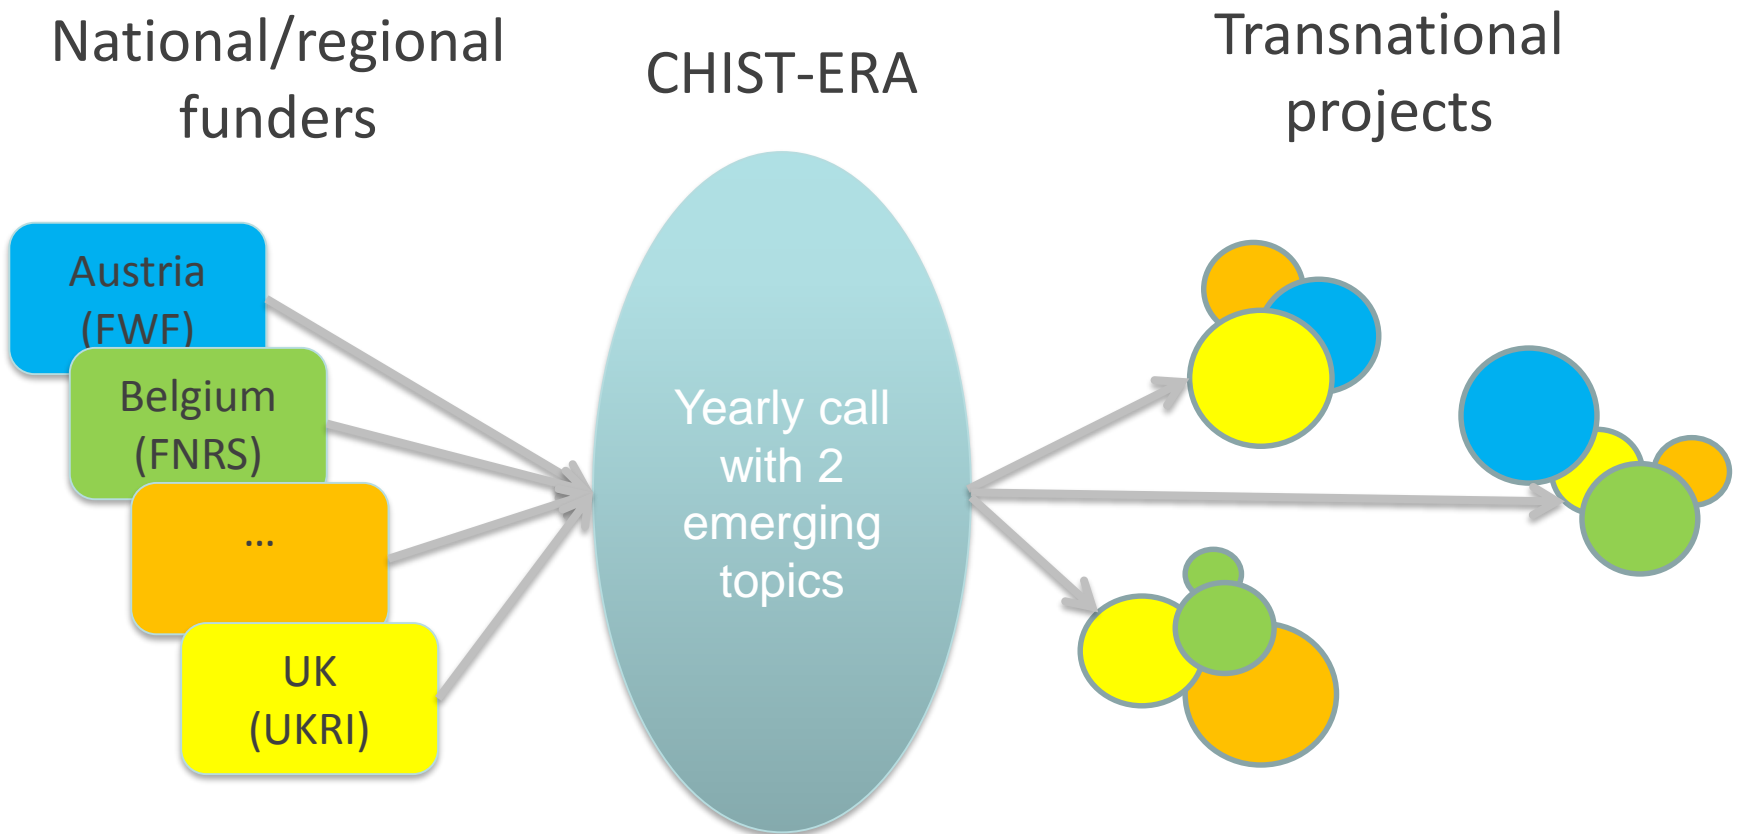 National/regional
funders
CHIST-ERA
Transnational
projects
Austria
(FWF)
Belgium
(FNRS)
...
UK
(UKRI)
Yearly call
with 2
emerging
topics